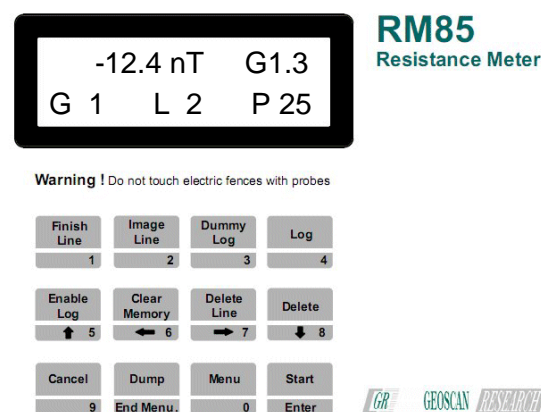 RM85
Resistance Meter
-12.4 nT G1.3
G 1 L 2 P 25
Warning ! Do not touch electric fences with probes
Finish Line
1
Image Line
2
Dummy Log
3
Log
4
Enable Log
5
Clear Memory
6
Delete Line
7
Delete
8
Cancel
9
Dump
End Menu.
Menu
0
Start
Enter
GR GEOSCAN RESEARCH